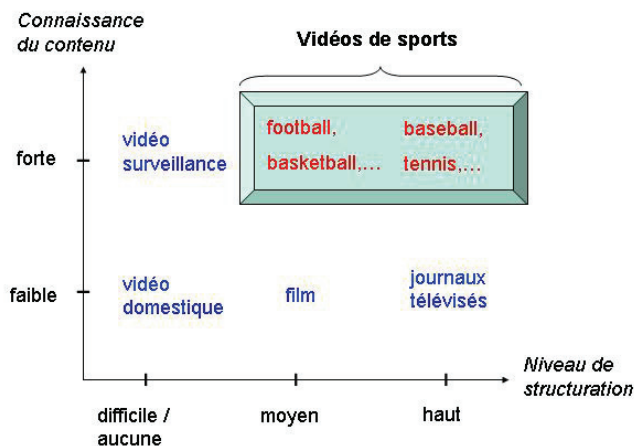 Connaissance
du contenu
Vidéos de sports
forte
vidéo
surveillance
football,
basketball,...
baseball,
tennis,...
faible
vidéo
domestique
film
journaux
télévisés
Niveau de
structuration
difficile /
aucune
moyen
haut